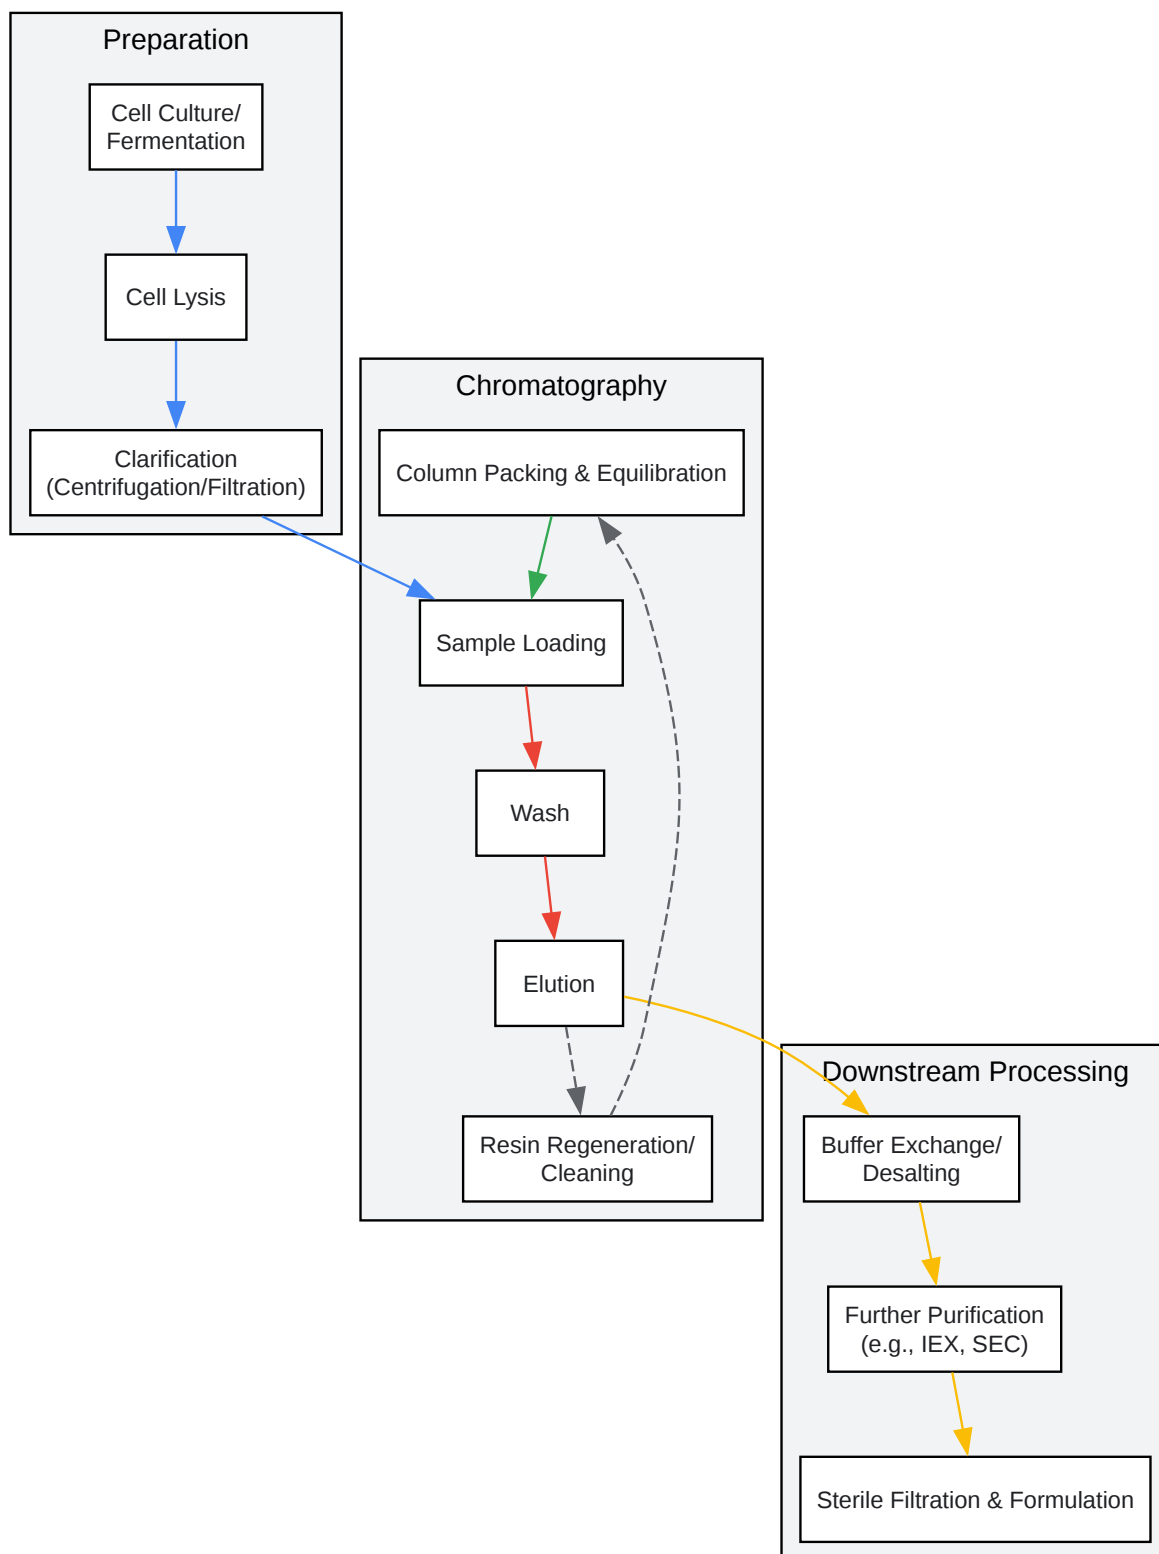 Preparation
Cell Culture/
Fermentation
Cell Lysis
Clarification
(Centrifugation/Filtration)
Chromatography
Column Packing & Equilibration
Sample Loading
Wash
Elution
Resin Regeneration/
Cleaning
Downstream Processing
Buffer Exchange/
Desalting
Further Purification
(e.g., IEX, SEC)
Sterile Filtration & Formulation